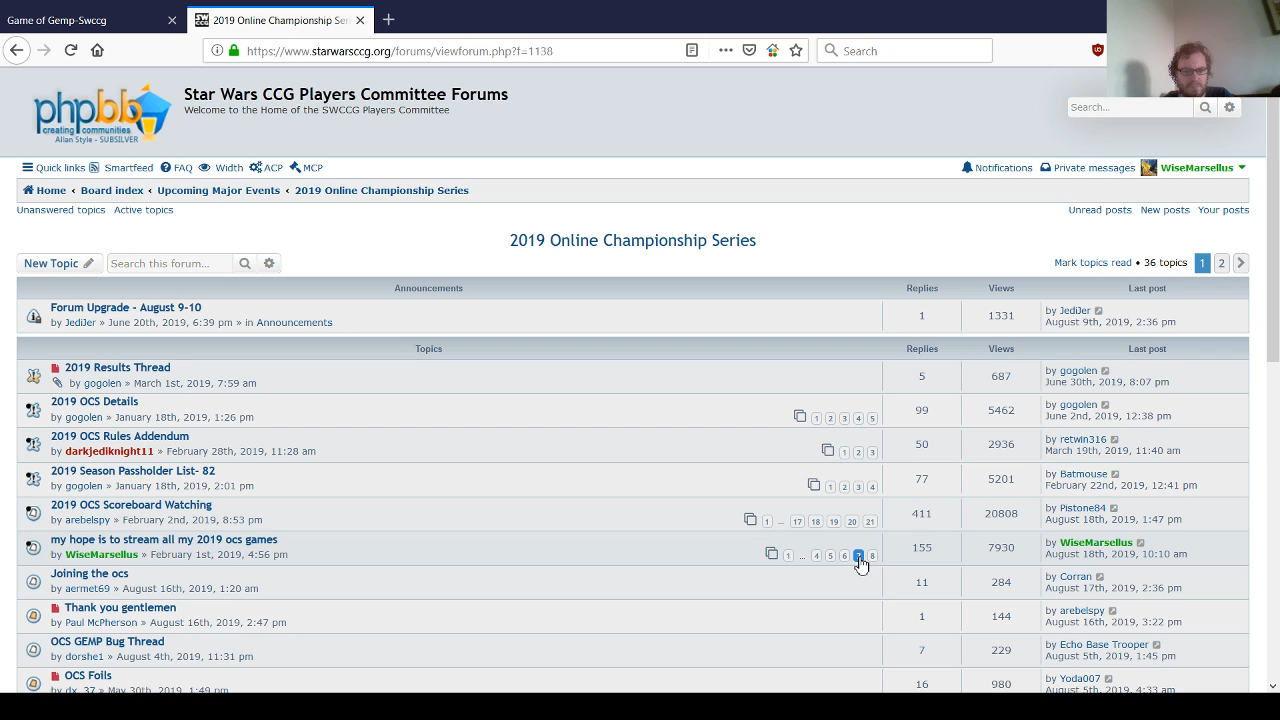 Game of Gemp-Swccg
2019 Online Championship Seri
https://www.starwarsccg.org/forums/viewforum.php?f=1138
Search
phpbb
creating communities
Allan Style - SUBSILVER
Star Wars CCG Players Committee Forums
Welcome to the Home of the SWCCG Players Committee
Search...
Quick links Smartfeed FAQ Width ACP MCP
Notifications Private messages WiseMarsellus
Home ‹ Board index ‹ Upcoming Major Events ‹ 2019 Online Championship Series
Unanswered topics Active topics
Unread posts New posts Your posts
2019 Online Championship Series
New Topic Search this forum...
Mark topics read • 36 topics 1 2
Announcements Replies Views Last post
Forum Upgrade - August 9-10
by JediJer » June 20th, 2019, 6:39 pm » in Announcements
1 1331
by JediJer
August 9th, 2019, 2:36 pm
Topics Replies Views Last post
2019 Results Thread
by gogolen » March 1st, 2019, 7:59 am
5 687
by gogolen
June 30th, 2019, 8:07 pm
2019 OCS Details
by gogolen » January 18th, 2019, 1:26 pm
1 2 3 4 5
99 5462
by gogolen
June 2nd, 2019, 12:38 pm
2019 OCS Rules Addendum
by darkjediknight11 » February 28th, 2019, 11:28 am
1 2 3
50 2936
by retwin316
March 19th, 2019, 11:40 am
2019 Season Passholder List- 82
by gogolen » January 18th, 2019, 2:01 pm
1 2 3 4
77 5201
by Batmouse
February 22nd, 2019, 12:41 pm
2019 OCS Scoreboard Watching
by arebelspy » February 2nd, 2019, 8:53 pm
1 ... 17 18 19 20 21
411 20808
by Pistone84
August 18th, 2019, 1:47 pm
my hope is to stream all my 2019 ocs games
by WiseMarsellus » February 1st, 2019, 4:56 pm
1 ... 4 5 6 7 8
155 7930
by WiseMarsellus
August 18th, 2019, 10:10 am
Joining the ocs
by aermet69 » August 16th, 2019, 1:20 am
11 284
by Corran
August 17th, 2019, 2:36 pm
Thank you gentlemen
by Paul McPherson » August 16th, 2019, 2:47 pm
1 144
by arebelspy
August 16th, 2019, 3:22 pm
OCS GEMP Bug Thread
by dorshe1 » August 4th, 2019, 11:31 pm
7 229
by Echo Base Trooper
August 5th, 2019, 1:45 pm
OCS Foils
by dx_37 » May 30th, 2019, 1:49 pm
16 980
by Yoda007
August 5th, 2019, 4:33 am